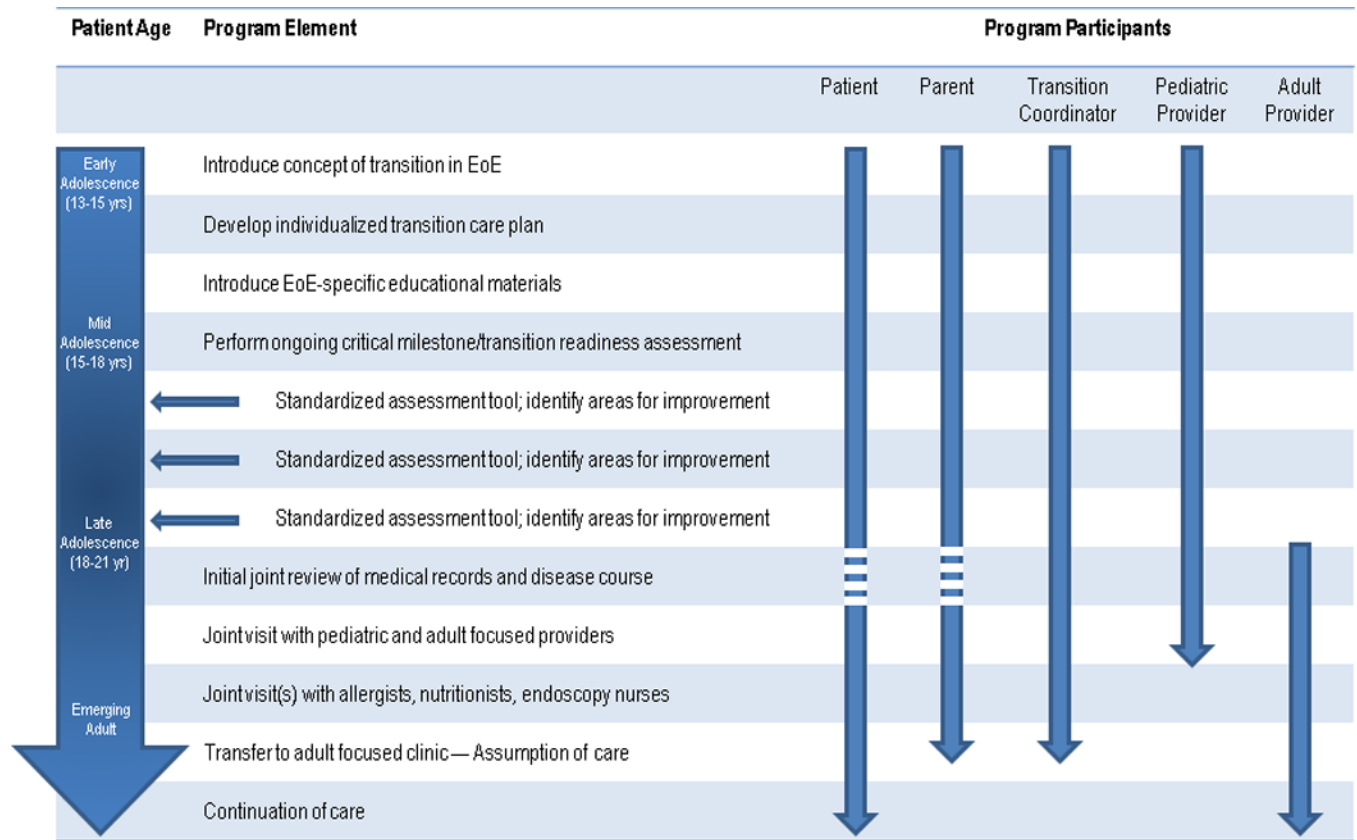 Patient Age Program Element Program Participants
Patient Parent Transition Coordinator Pediatric Provider Adult Provider
Early Adolescence (13-15 yrs)
Introduce concept of transition in EoE
Develop individualized transition care plan
Introduce EoE-specific educational materials
Mid Adolescence (15-18 yrs)
Perform ongoing critical milestone/transition readiness assessment
Standardized assessment tool; identify areas for improvement
Standardized assessment tool; identify areas for improvement
Standardized assessment tool; identify areas for improvement
Late Adolescence (18-21 yr)
Initial joint review of medical records and disease course
Joint visit with pediatric and adult focused providers
Joint visit(s) with allergists, nutritionists, endoscopy nurses
Emerging Adult
Transfer to adult focused clinic — Assumption of care
Continuation of care